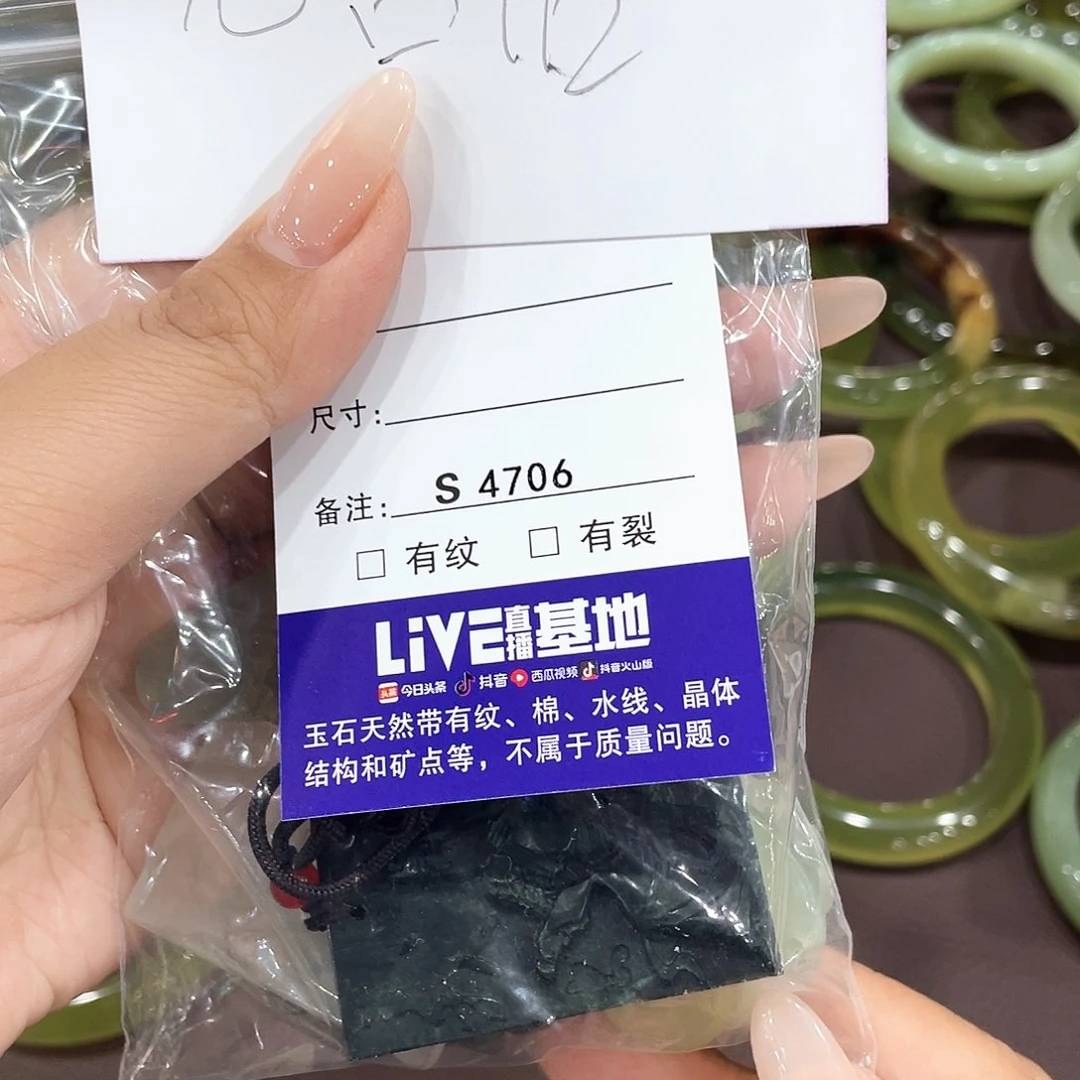 尺寸:
备注: S 4706
□ 有纹 □ 有裂
LiVE直播基地
头条 今日头条 抖音 西瓜视频 抖音火山版
玉石天然带有纹、棉、水线、晶体
结构和矿点等，不属于质量问题。